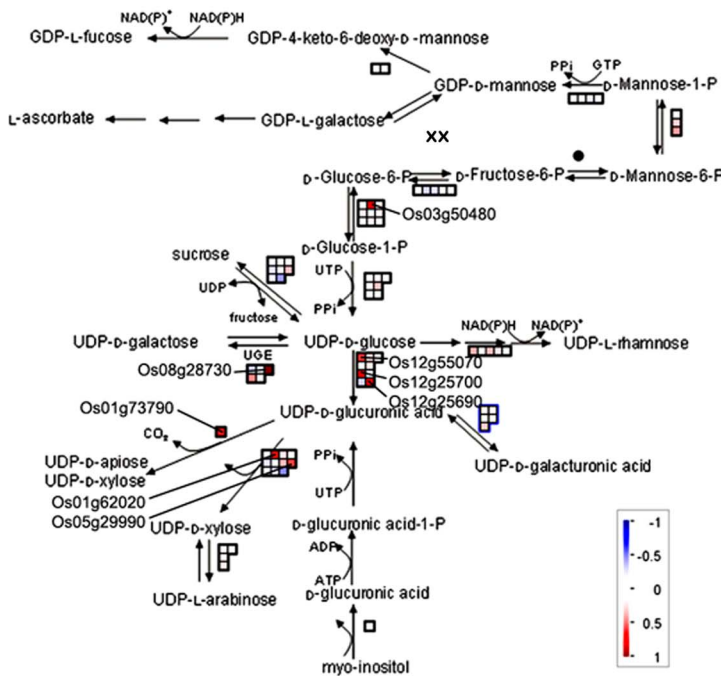 NAD(P)+ NAD(P)H
GDP-L-fucose GDP-4-keto-6-deoxy-D -mannose
PPi GTP
GDP-D-mannose D-Mannose-1-P
L-ascorbate GDP-L-galactose
xx
D-Glucose-6-P D-Fructose-6-P D-Mannose-6-P
Os03g50480
D-Glucose-1-P
sucrose
UTP
UDP
PPi
fructose
NAD(P)H NAD(P)+
UDP-D-galactose UDP-D-glucose UDP-L-rhamnose
UGE
Os08g28730
Os12g55070
Os12g25700
Os12g25690
Os01g73790
UDP-D-glucuronic acid
CO2
UDP-D-apiose
UDP-D-xylose
PPi
UDP-D-galacturonic acid
Os01g62020
UTP
Os05g29990
UDP-D-xylose
D-glucuronic acid-1-P
ADP
ATP
UDP-L-arabinose
D-glucuronic acid
myo-inositol
-1
-0.5
0
0.5
1